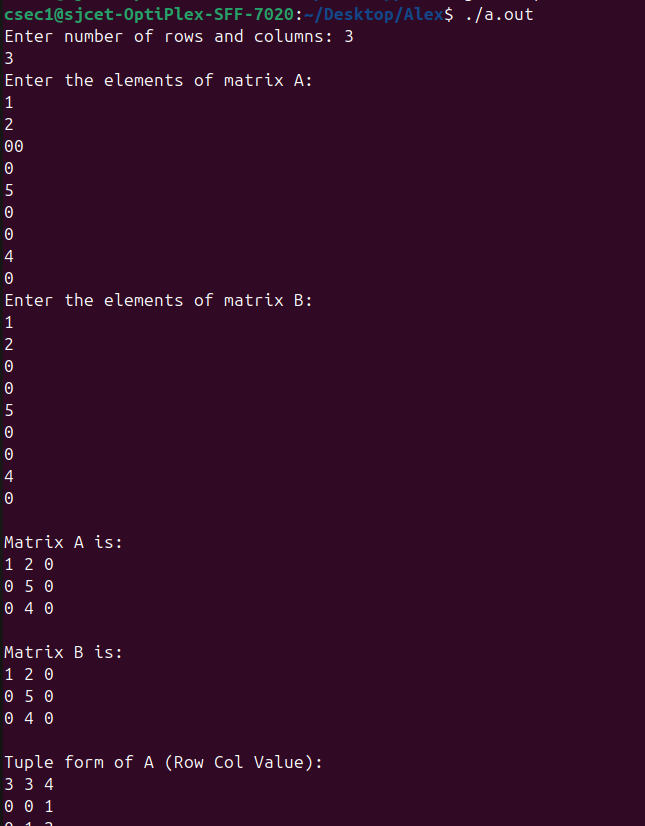 csec1@sjcet-OptiPlex-SFF-7020:~/Desktop/Alex$ ./a.out
Enter number of rows and columns: 3
3
Enter the elements of matrix A:
1
2
00
0
5
0
0
4
0
Enter the elements of matrix B:
1
2
0
0
5
0
0
4
0
Matrix A is:
1 2 0
0 5 0
0 4 0
Matrix B is:
1 2 0
0 5 0
0 4 0
Tuple form of A (Row Col Value):
3 3 4
0 0 1
0 1 2